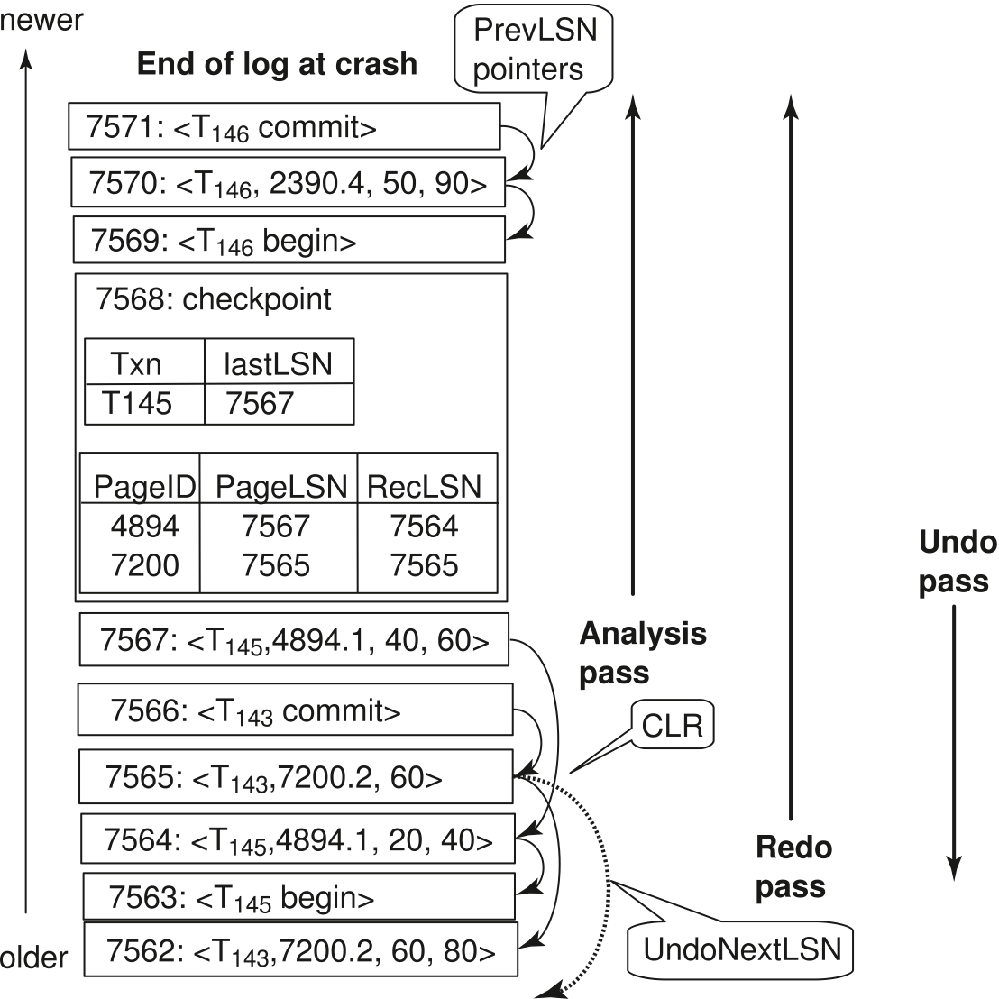 newer
PrevLSN
pointers
End of log at crash
7571: <T146 commit>
7570: <T146, 2390.4, 50, 90>
7569: <T146 begin>
7568: checkpoint
Txn lastLSN
T145 7567
PageID PageLSN RecLSN
4894 7567 7564
7200 7565 7565
Undo
pass
7567: <T145,4894.1, 40, 60>
Analysis
pass
7566: <T143 commit>
CLR
7565: <T143,7200.2, 60>
7564: <T145,4894.1, 20, 40>
Redo
pass
7563: <T145 begin>
older
7562: <T143,7200.2, 60, 80>
UndoNextLSN